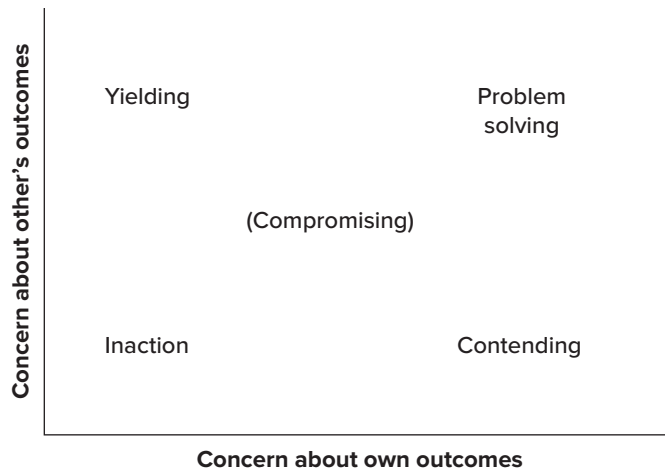 Concern about other's outcomes
Yielding
Problem
solving
(Compromising)
Inaction
Contending
Concern about own outcomes